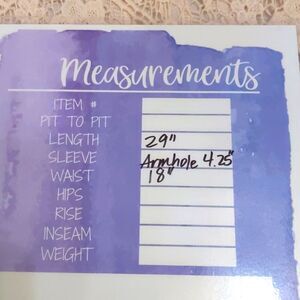 Measurements
ITEM #
PIT TO PIT
LENGTH 29"
SLEEVE Armhole 4.25"
WAIST 18"
HIPS
RISE
INSEAM
WEIGHT